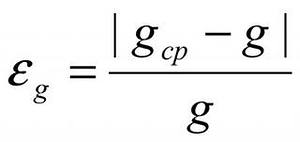 ε_g = | g_cp − g | / g